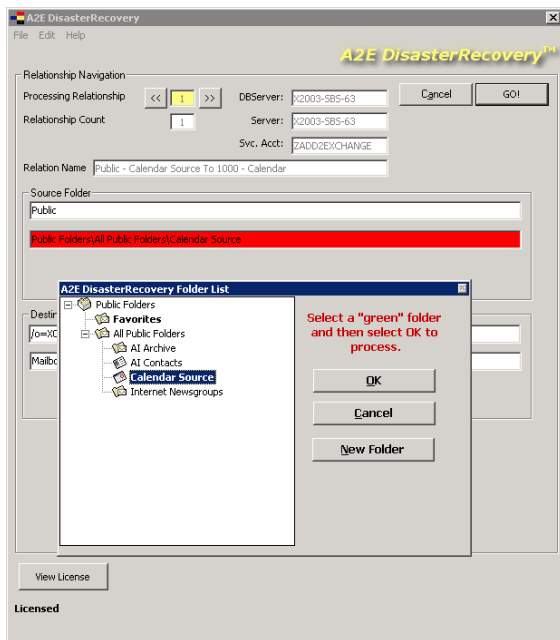 A2E DisasterRecovery
File Edit Help
A2E DisasterRecovery™
Relationship Navigation
Processing Relationship << 1 >> DBServer: X2003-SBS-63 Cancel GO!
Relationship Count 1 Server: X2003-SBS-63
Svc. Acct: ZADD2EXCHANGE
Relation Name Public - Calendar Source To 1000 - Calendar
Source Folder
Public
Public Folders\All Public Folders\Calendar Source
A2E DisasterRecovery Folder List
Public Folders
Favorites
All Public Folders
AI Archive
AI Contacts
Calendar Source
Internet Newsgroups
Select a "green" folder
and then select OK to
process.
OK
Cancel
New Folder
Destin
/o=XC
Mailbo
View License
Licensed